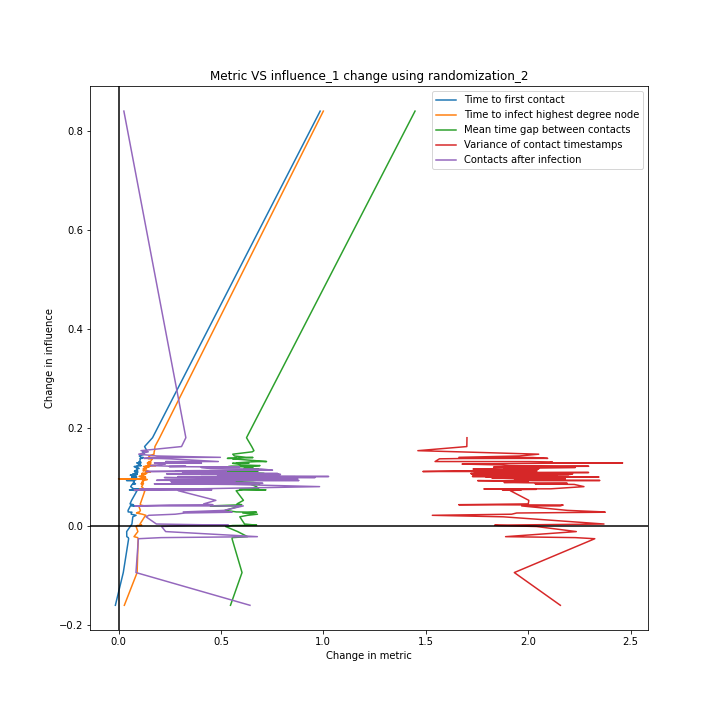 Metric VS influence_1 change using randomization_2
Time to first contact
Time to infect highest degree node
Mean time gap between contacts
Variance of contact timestamps
Contacts after infection
Change in influence
0.8
0.6
0.4
0.2
0.0
−0.2
0.0 0.5 1.0 1.5 2.0 2.5
Change in metric